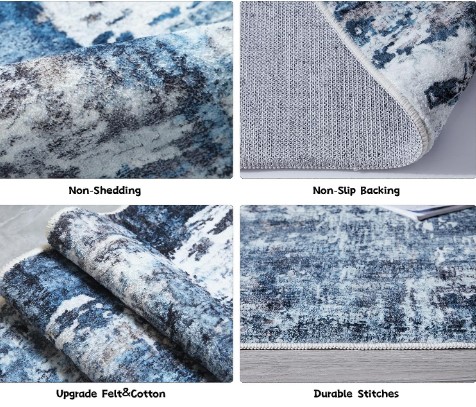 Non-Shedding
Non-Slip Backing
Upgrade Felt&Cotton
Durable Stitches